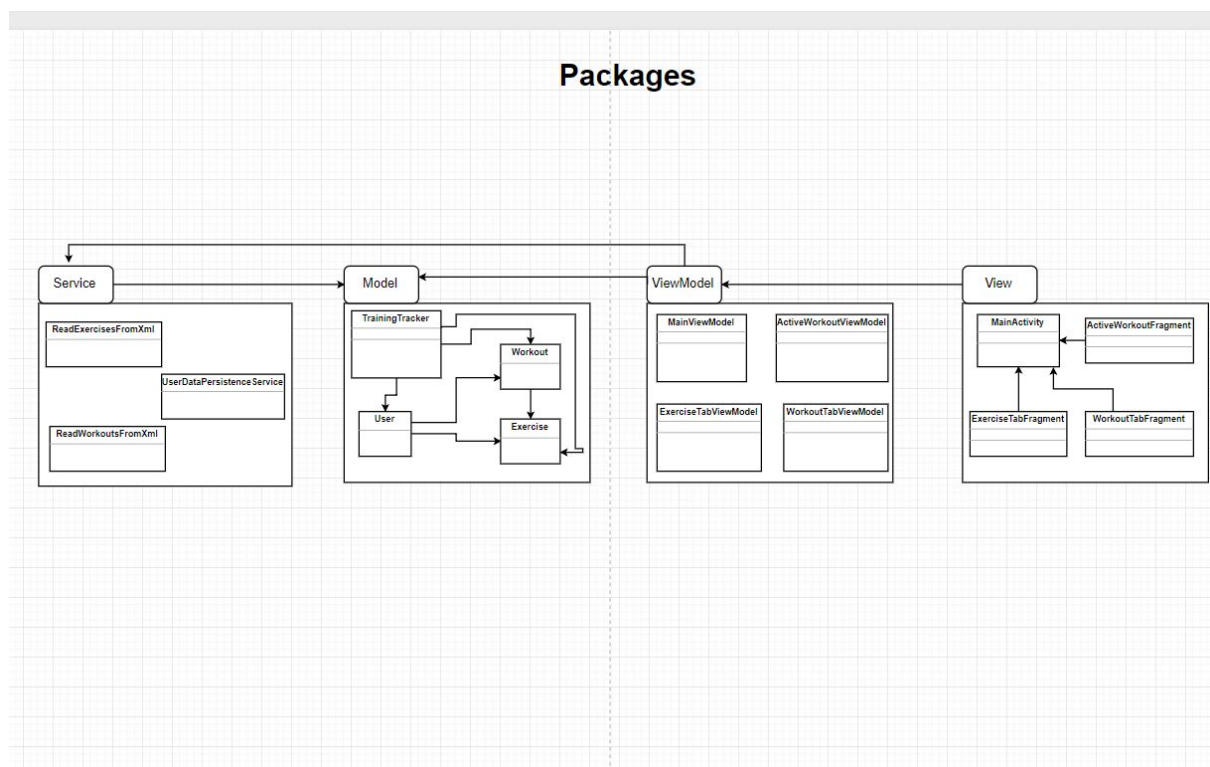 Packages
Service
Model
ViewModel
View
ReadExercisesFromXml
UserDataPersistenceService
ReadWorkoutsFromXml
TrainingTracker
Workout
User
Exercise
MainViewModel
ActiveWorkoutViewModel
ExerciseTabViewModel
WorkoutTabViewModel
MainActivity
ActiveWorkoutFragment
ExerciseTabFragment
WorkoutTabFragment